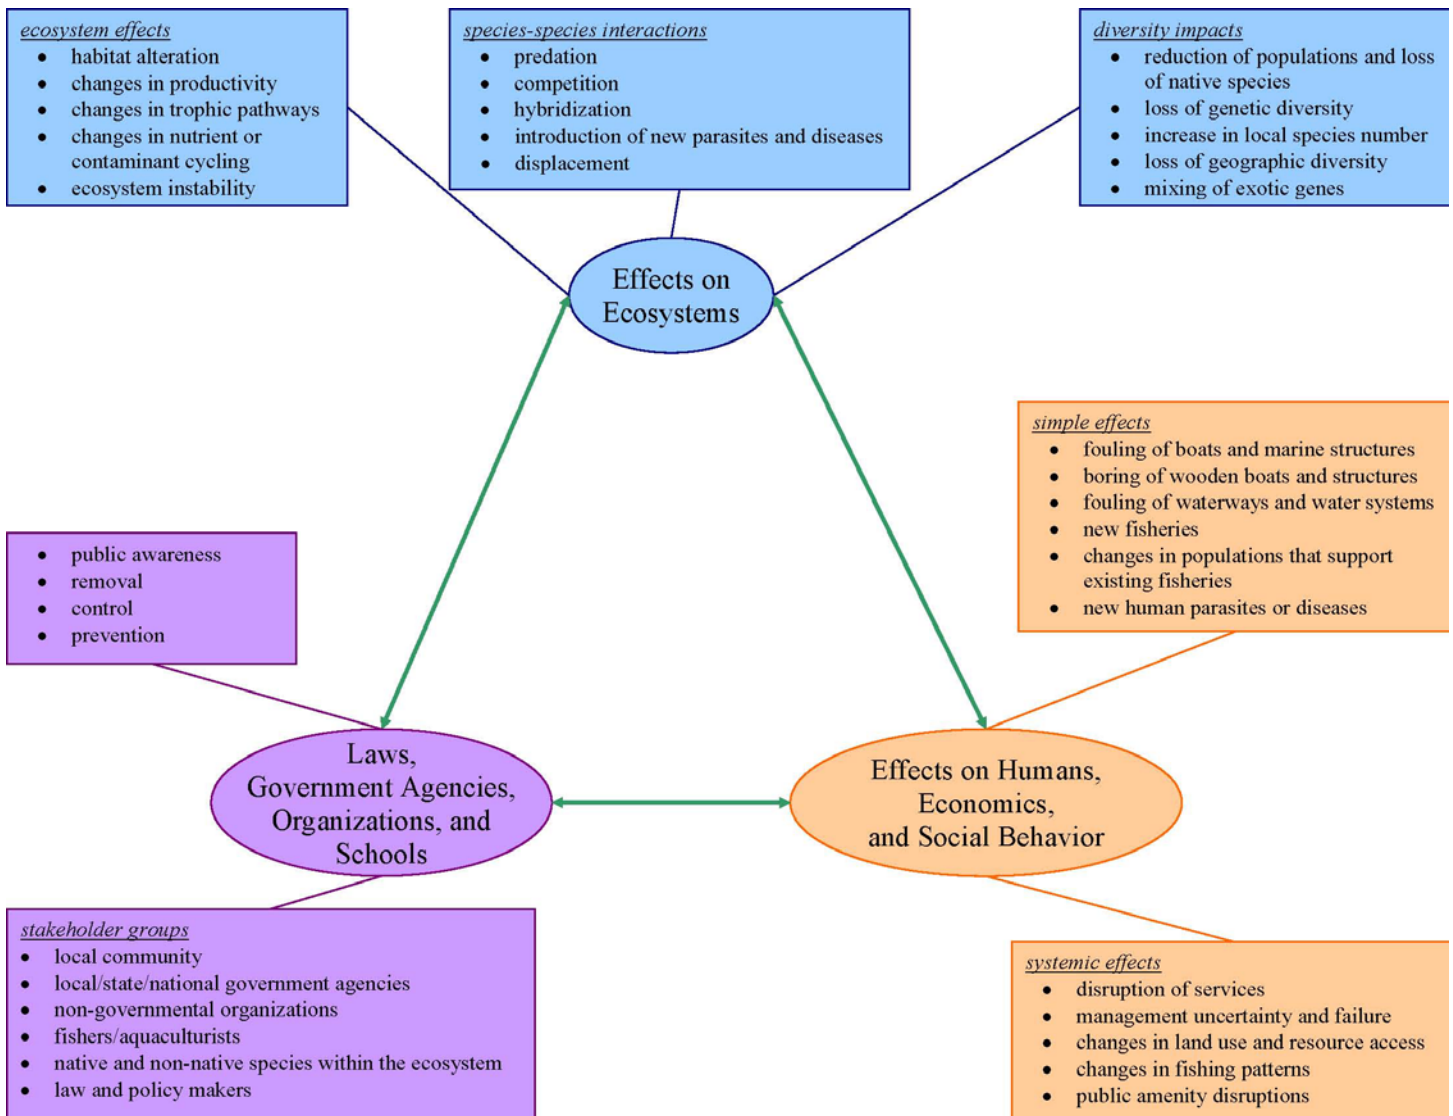 ecosystem effects
• habitat alteration
• changes in productivity
• changes in trophic pathways
• changes in nutrient or
contaminant cycling
• ecosystem instability
species-species interactions
• predation
• competition
• hybridization
• introduction of new parasites and diseases
• displacement
diversity impacts
• reduction of populations and loss
of native species
• loss of genetic diversity
• increase in local species number
• loss of geographic diversity
• mixing of exotic genes
Effects on
Ecosystems
simple effects
• fouling of boats and marine structures
• boring of wooden boats and structures
• fouling of waterways and water systems
• new fisheries
• changes in populations that support
existing fisheries
• new human parasites or diseases
• public awareness
• removal
• control
• prevention
Laws,
Government Agencies,
Organizations, and
Schools
Effects on Humans,
Economics,
and Social Behavior
stakeholder groups
• local community
• local/state/national government agencies
• non-governmental organizations
• fishers/aquaculturists
• native and non-native species within the ecosystem
• law and policy makers
systemic effects
• disruption of services
• management uncertainty and failure
• changes in land use and resource access
• changes in fishing patterns
• public amenity disruptions